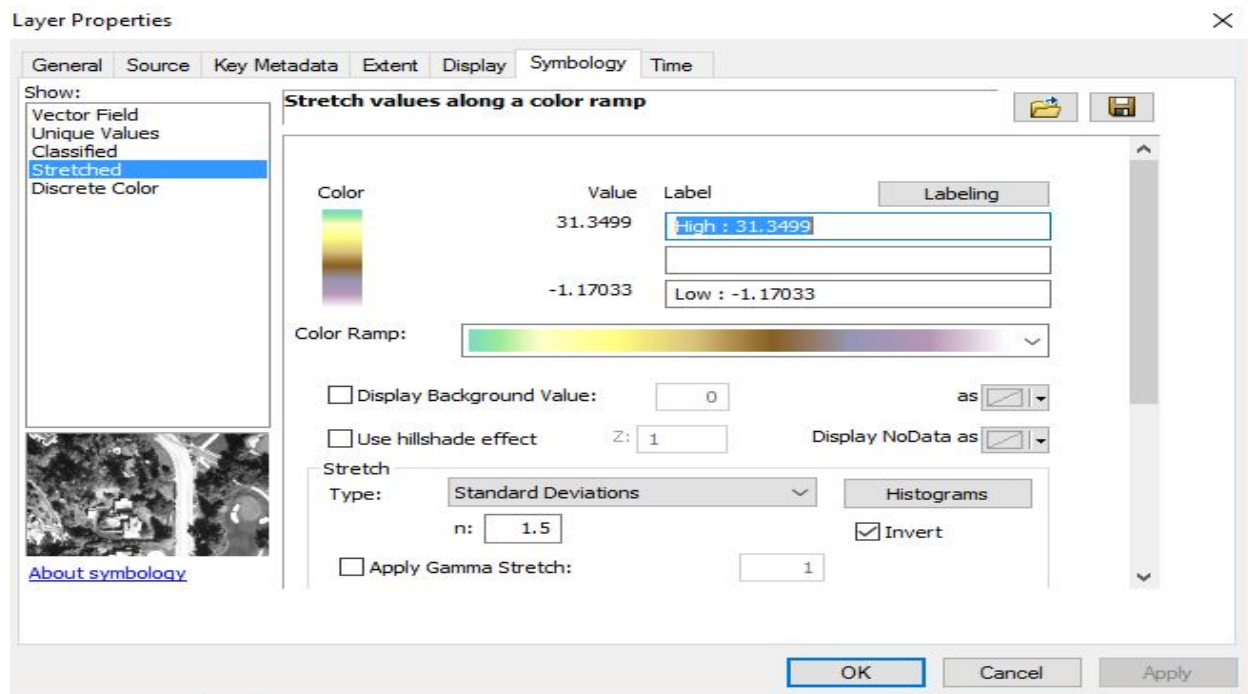 Layer Properties
General Source Key Metadata Extent Display Symbology Time
Show:
Vector Field
Unique Values
Classified
Stretched
Discrete Color
About symbology
Stretch values along a color ramp
Color Value Label Labeling
31.3499 High : 31.3499
-1.17033 Low : -1.17033
Color Ramp:
Display Background Value: 0 as
Use hillshade effect Z: 1 Display NoData as
Stretch
Type: Standard Deviations Histograms
n: 1.5 Invert
Apply Gamma Stretch: 1
OK Cancel Apply